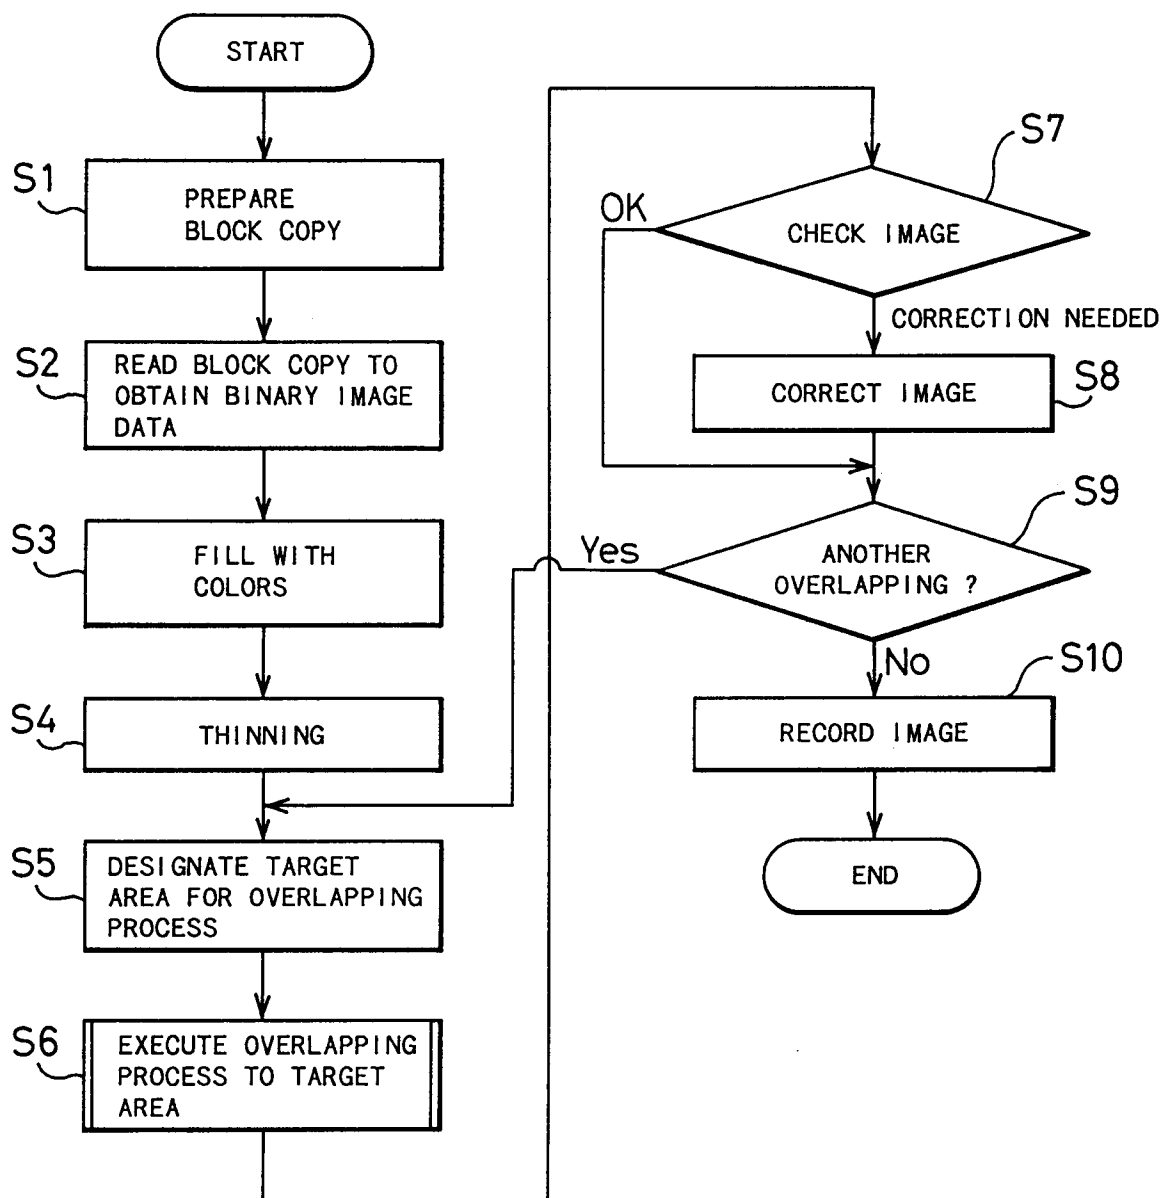 START
S1
PREPARE
BLOCK COPY
S2
READ BLOCK COPY TO
OBTAIN BINARY IMAGE
DATA
S3
FILL WITH
COLORS
S4
THINNING
S5
DESIGNATE TARGET
AREA FOR OVERLAPPING
PROCESS
S6
EXECUTE OVERLAPPING
PROCESS TO TARGET
AREA
S7
OK
CHECK IMAGE
CORRECTION NEEDED
S8
CORRECT IMAGE
S9
Yes
ANOTHER
OVERLAPPING ?
No
S10
RECORD IMAGE
END